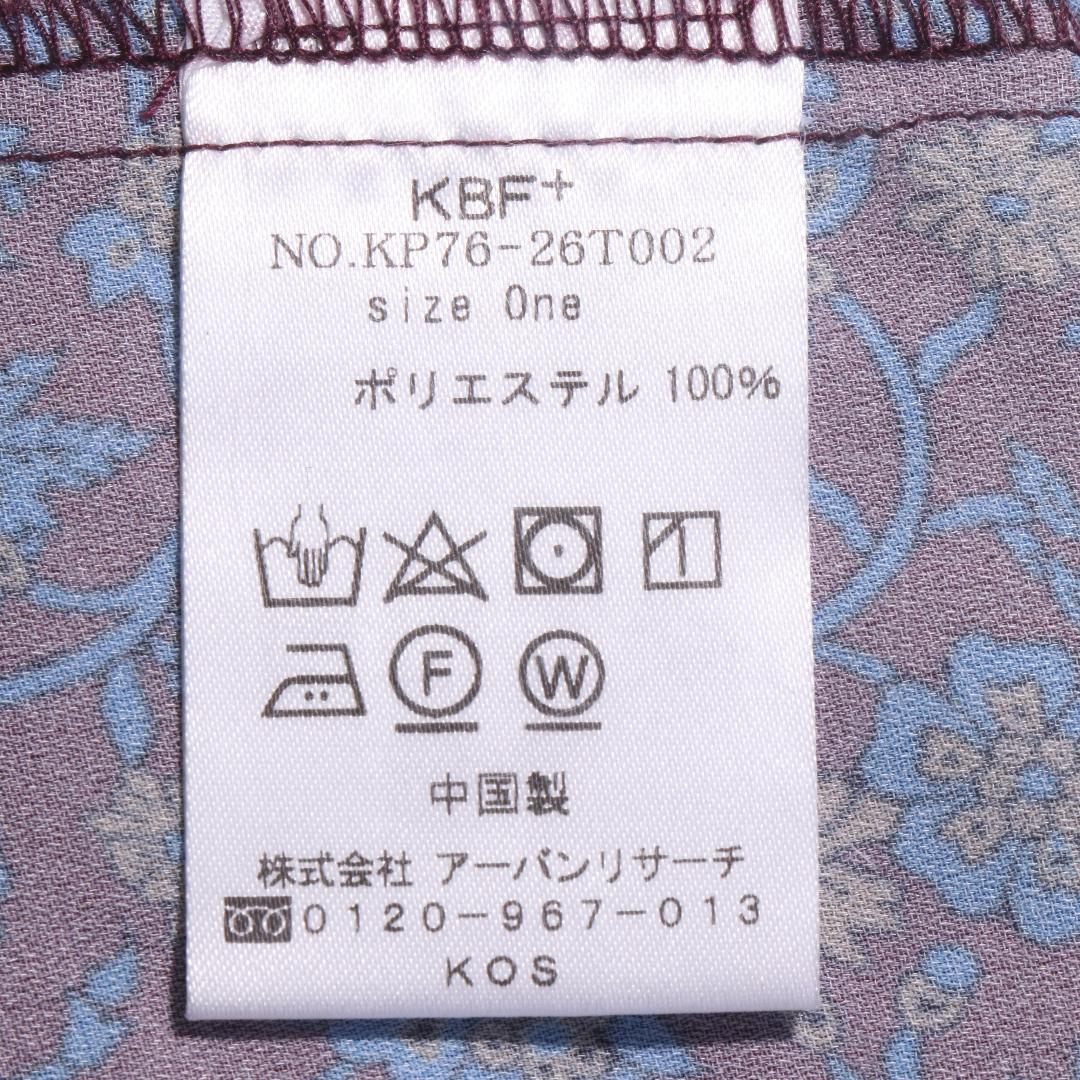 KBF+
NO.KP76-26T002
size One
ポリエステル 100%
F
W
中国製
株式会社 アーバンリサーチ
0120-967-013
KOS